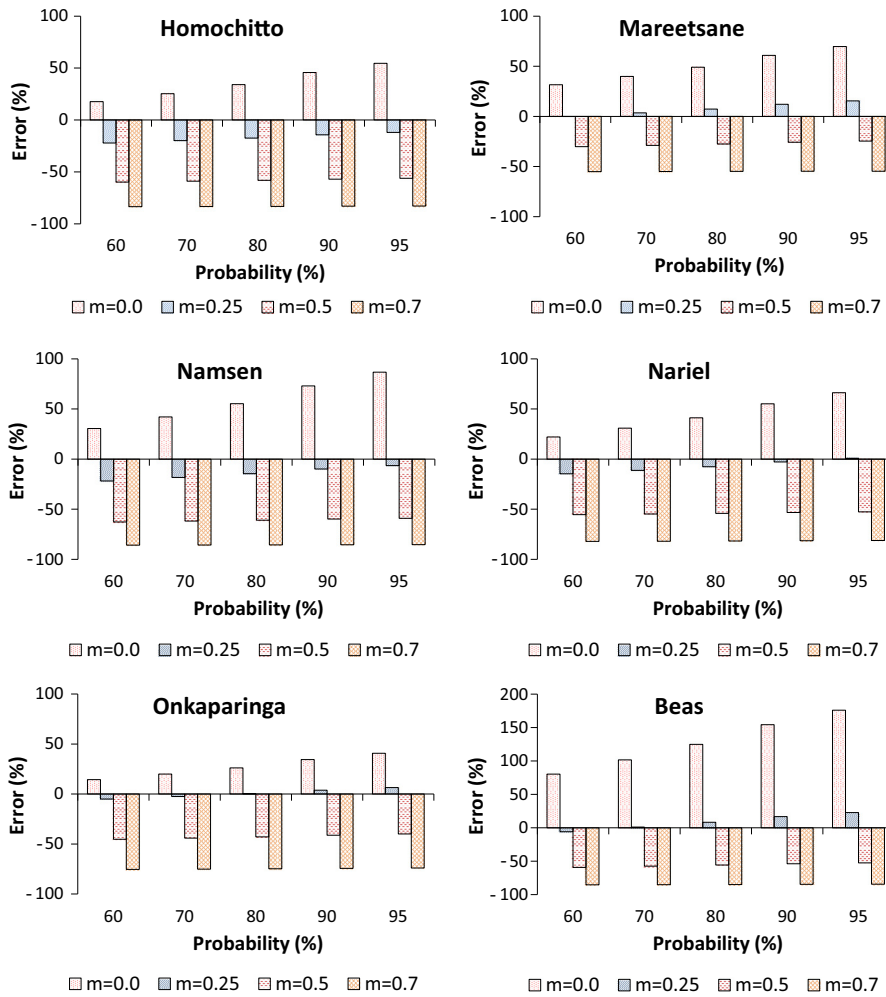 Homochitto
Error (%)
100
50
0
-50
-100
60 70 80 90 95
Probability (%)
m=0.0 m=0.25 m=0.5 m=0.7
Mareetsane
Error (%)
100
50
0
-50
-100
60 70 80 90 95
Probability (%)
m=0.0 m=0.25 m=0.5 m=0.7
Namsen
Error (%)
100
50
0
-50
-100
60 70 80 90 95
Probability (%)
m=0.0 m=0.25 m=0.5 m=0.7
Nariel
Error (%)
100
50
0
-50
-100
60 70 80 90 95
Probability (%)
m=0.0 m=0.25 m=0.5 m=0.7
Onkaparinga
Error (%)
100
50
0
-50
-100
60 70 80 90 95
Probability (%)
m=0.0 m=0.25 m=0.5 m=0.7
Beas
Error (%)
200
150
100
50
0
-50
-100
60 70 80 90 95
Probability (%)
m=0.0 m=0.25 m=0.5 m=0.7